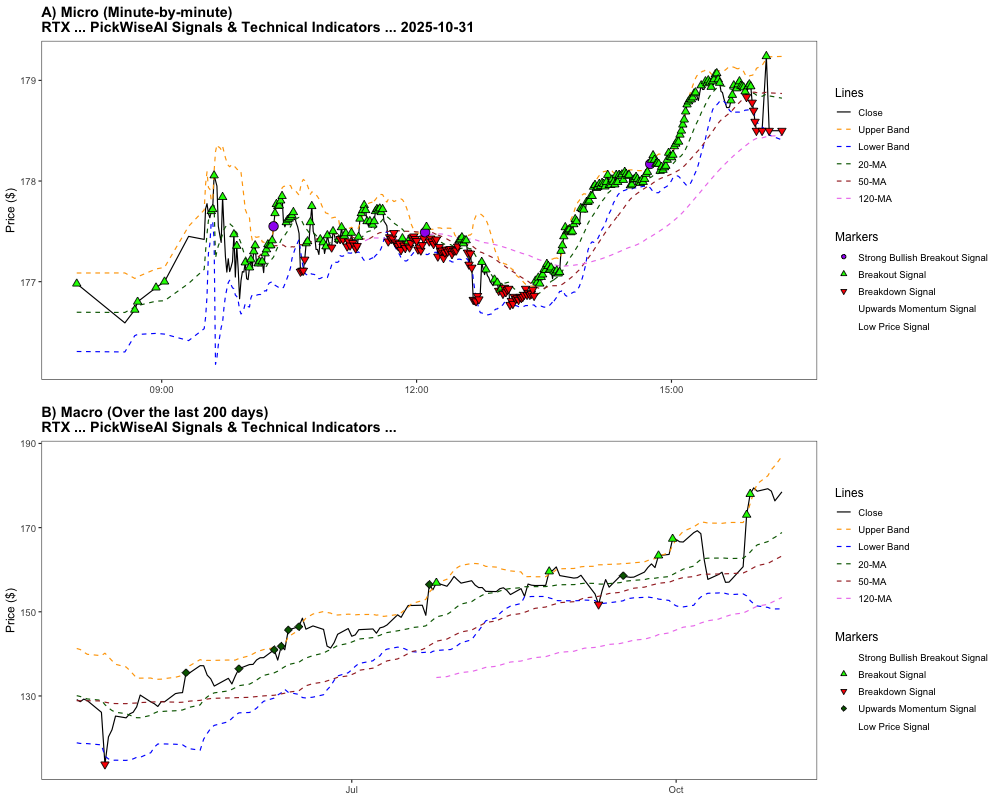 A) Micro (Minute-by-minute)
RTX ... PickWiseAI Signals & Technical Indicators ... 2025-10-31
Price ($)
179
178
177
09:00
12:00
15:00
Lines
Close
Upper Band
Lower Band
20-MA
50-MA
120-MA
Markers
Strong Bullish Breakout Signal
Breakout Signal
Breakdown Signal
Upwards Momentum Signal
Low Price Signal
B) Macro (Over the last 200 days)
RTX ... PickWiseAI Signals & Technical Indicators ...
Price ($)
190
170
150
130
Jul
Oct
Lines
Close
Upper Band
Lower Band
20-MA
50-MA
120-MA
Markers
Strong Bullish Breakout Signal
Breakout Signal
Breakdown Signal
Upwards Momentum Signal
Low Price Signal